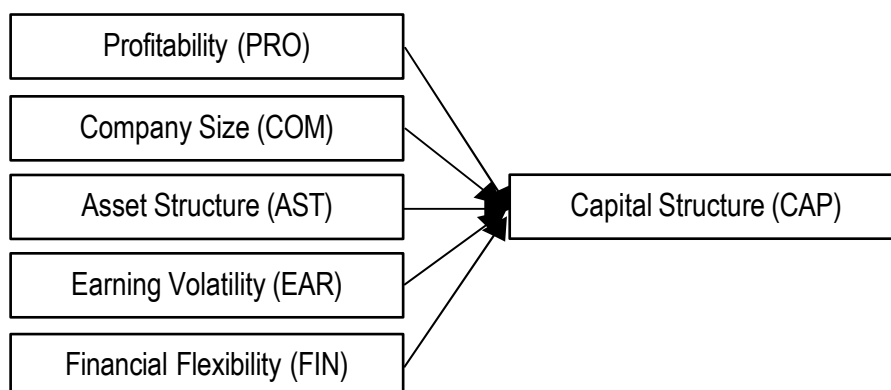 Profitability (PRO)
Company Size (COM)
Asset Structure (AST)
Capital Structure (CAP)
Earning Volatility (EAR)
Financial Flexibility (FIN)